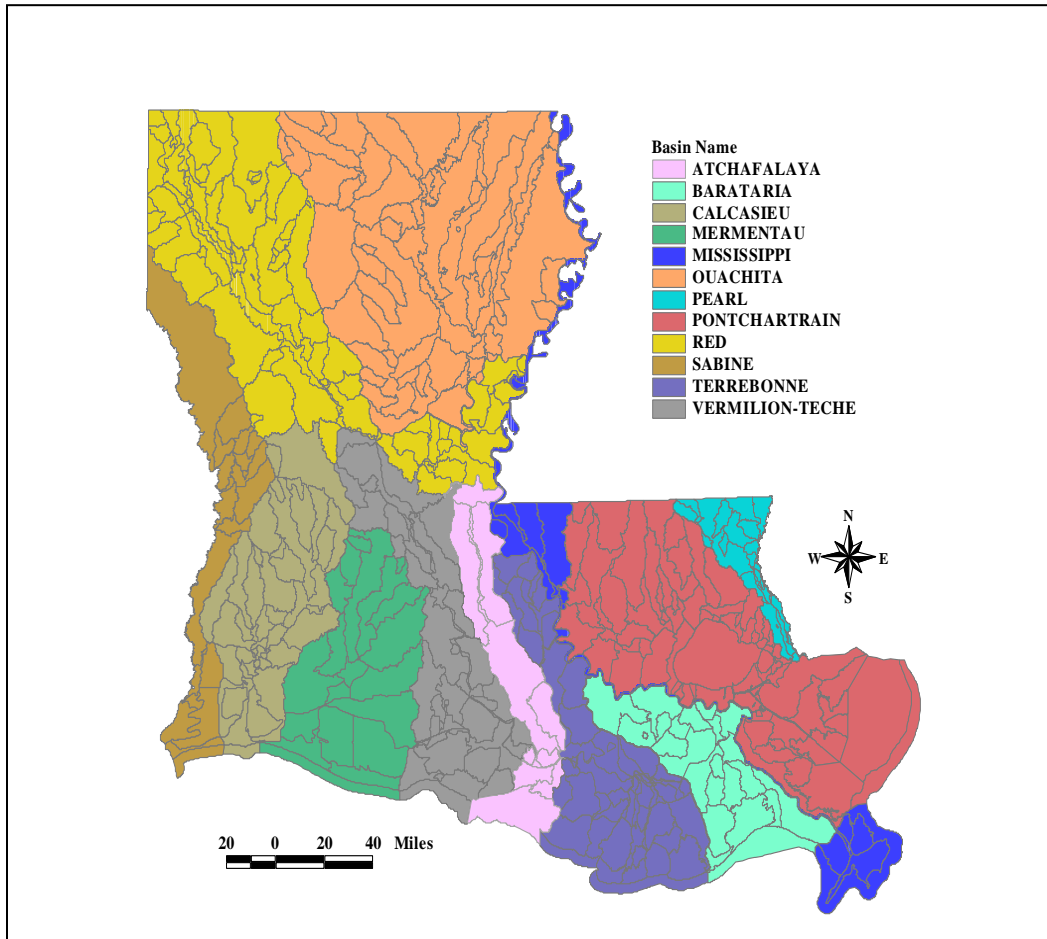 Basin Name
ATCHAFALAYA
BARATARIA
CALCASIEU
MERMENTAU
MISSISSIPPI
OUACHITA
PEARL
PONTCHARTRAIN
RED
SABINE
TERREBONNE
VERMILION-TECHE
N
W E
S
20 0 20 40 Miles